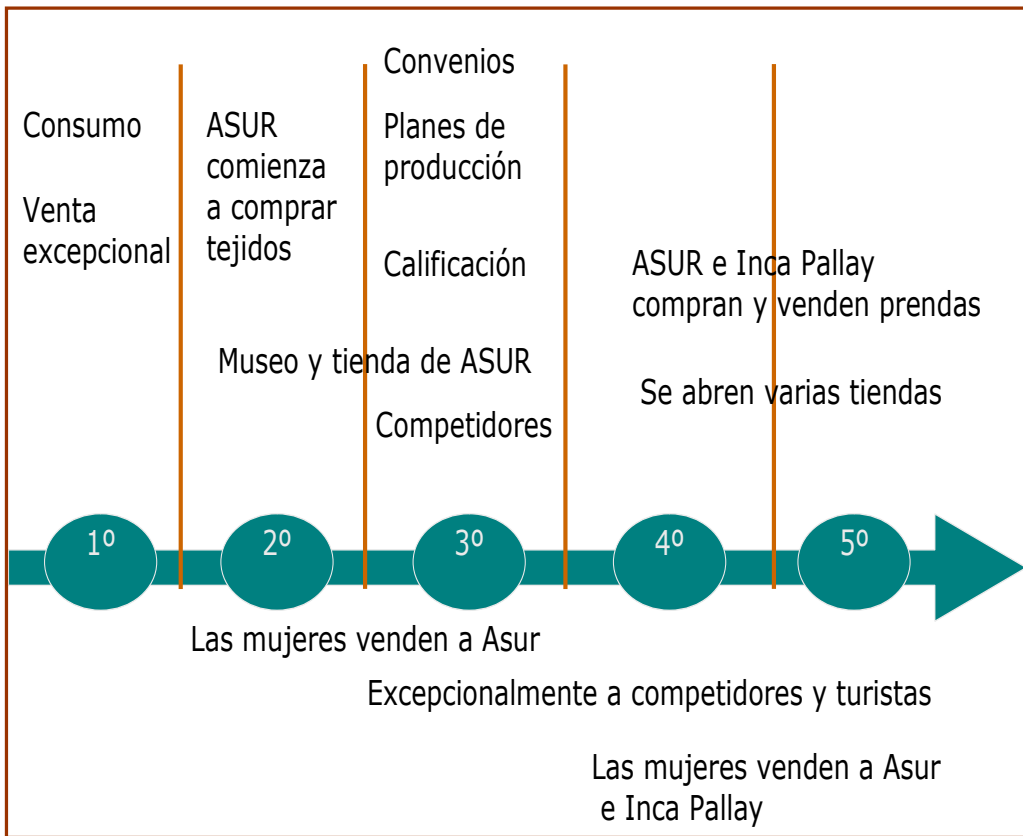 Consumo
Venta
excepcional
ASUR
comienza
a comprar
tejidos
Convenios
Planes de
producción
Calificación
Museo y tienda de ASUR
Competidores
ASUR e Inca Pallay
compran y venden prendas
Se abren varias tiendas
1º
2º
3º
4º
5º
Las mujeres venden a Asur
Excepcionalmente a competidores y turistas
Las mujeres venden a Asur
e Inca Pallay